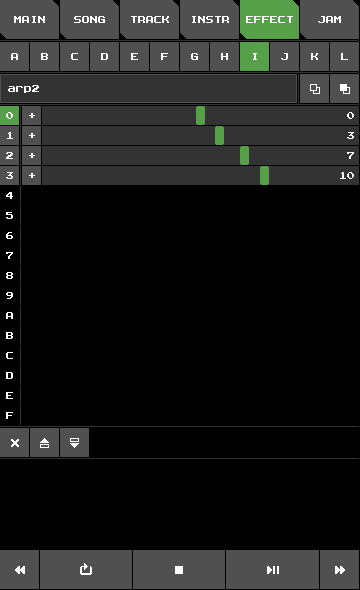 MAIN SONG TRACK INSTR EFFECT JAM
A B C D E F G H I J K L
arp2
0 + 0
1 + 3
2 + 7
3 + 10
4
5
6
7
8
9
A
B
C
D
E
F